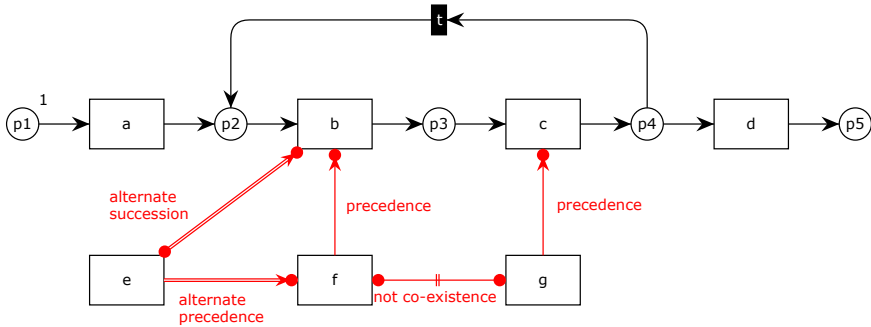 t
1
p1
a
p2
b
p3
c
p4
d
p5
alternate
succession
precedence
precedence
e
f
g
alternate
precedence
not co-existence